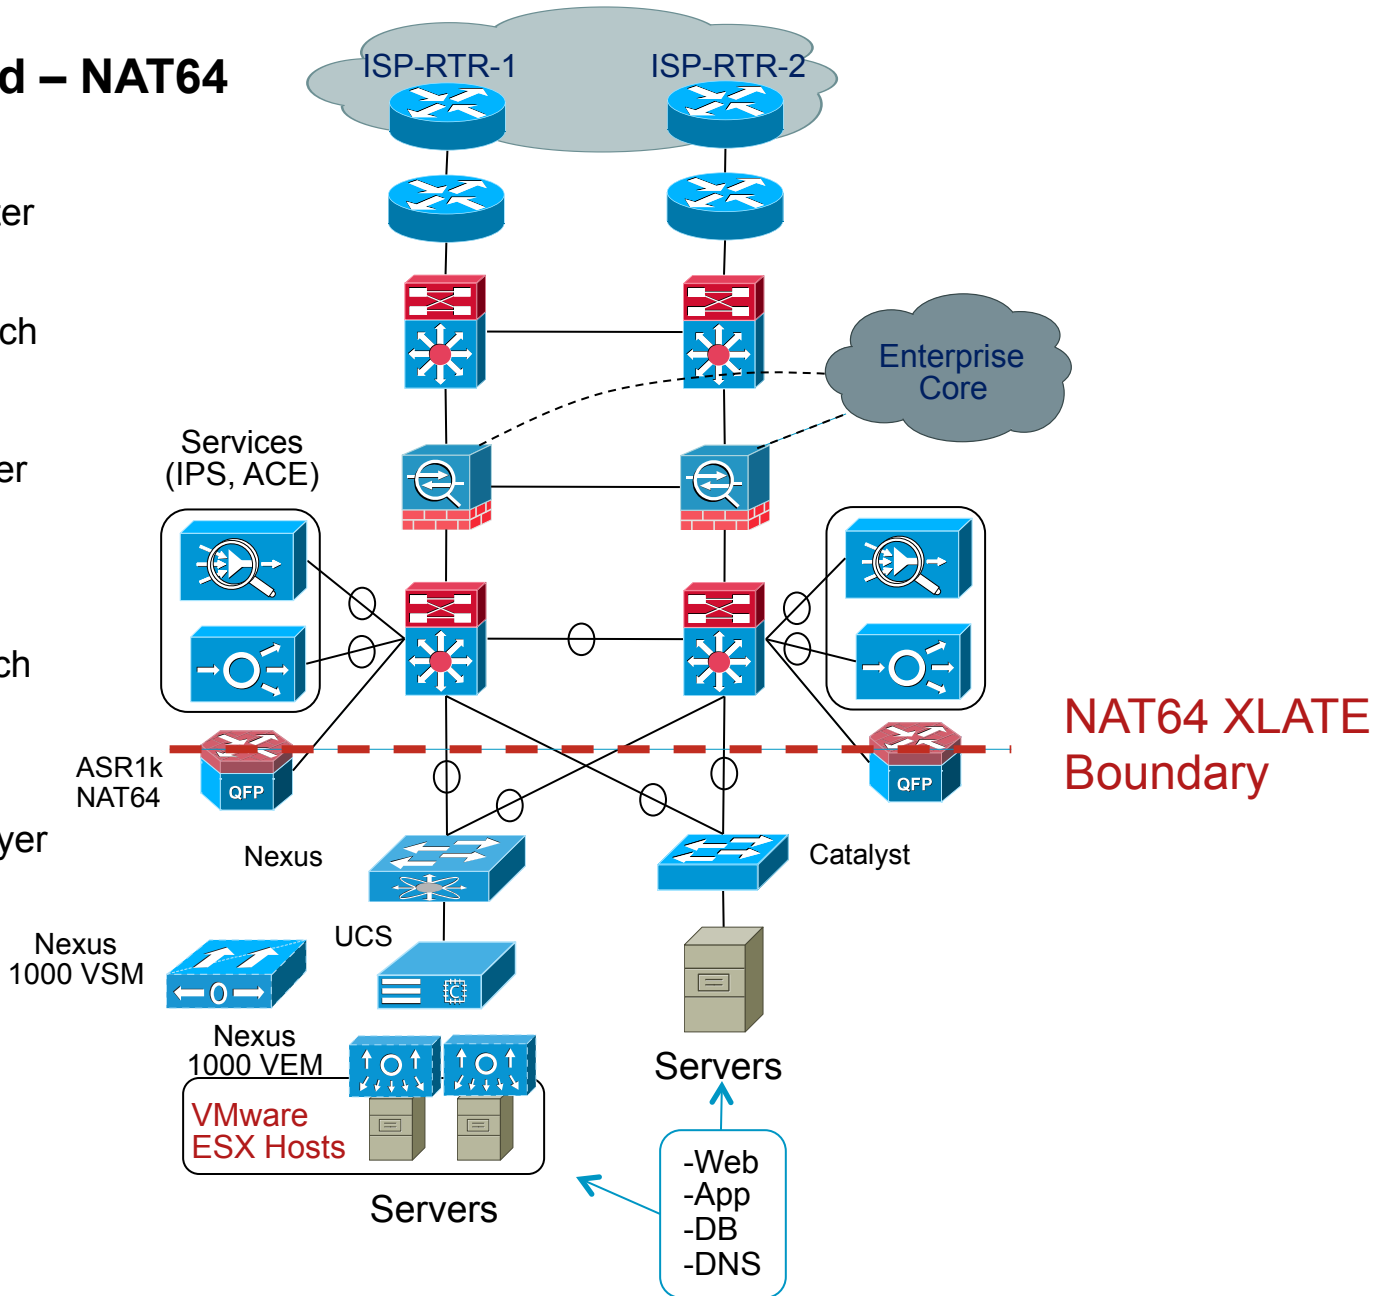 d – NAT64
ISP-RTR-1
ISP-RTR-2
ter
ch
Enterprise
Core
Services
(IPS, ACE)
er
ch
NAT64 XLATE
Boundary
ASR1k
NAT64
QFP
QFP
yer
Nexus
Catalyst
UCS
Nexus
1000 VSM
Nexus
1000 VEM
VMware
ESX Hosts
Servers
Servers
-Web
-App
-DB
-DNS